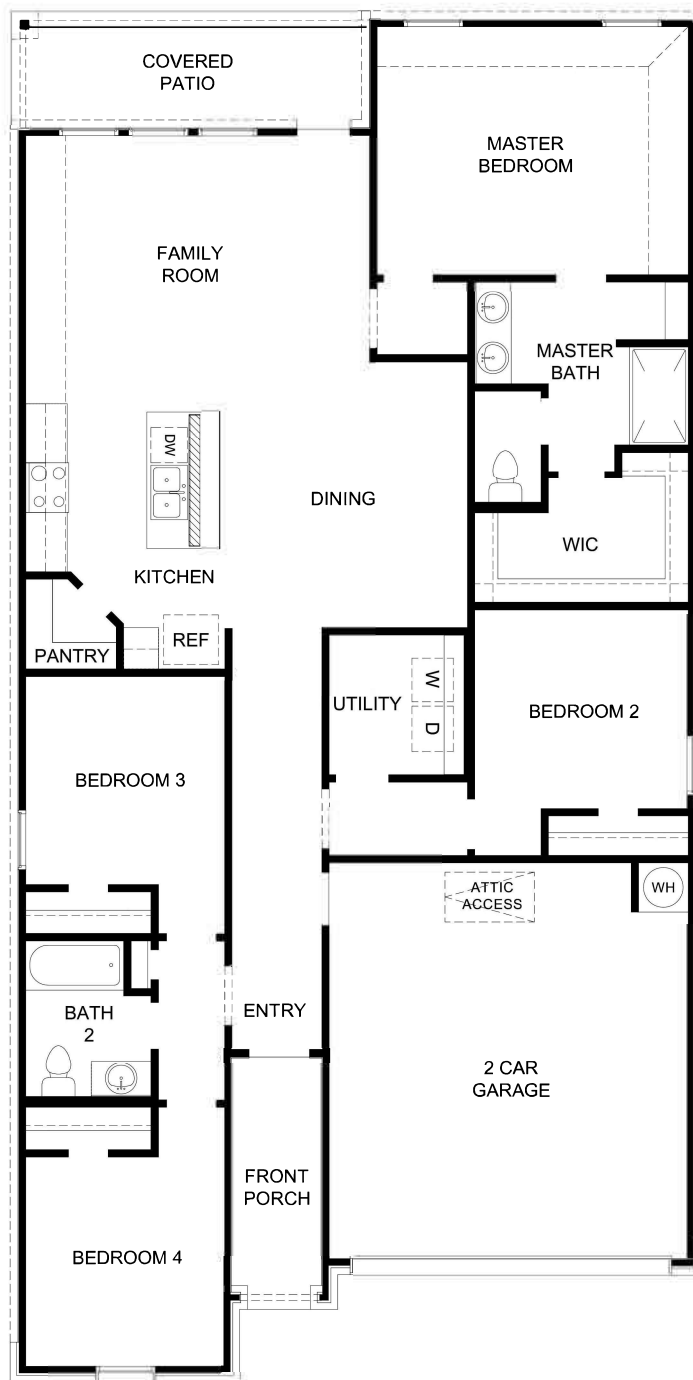 COVERED
PATIO
MASTER
BEDROOM
FAMILY
ROOM
MASTER
BATH
DW
DINING
WIC
KITCHEN
REF
PANTRY
W
UTILITY
D
BEDROOM 2
BEDROOM 3
ATTIC
ACCESS
WH
BATH
2
ENTRY
2 CAR
GARAGE
FRONT
PORCH
BEDROOM 4